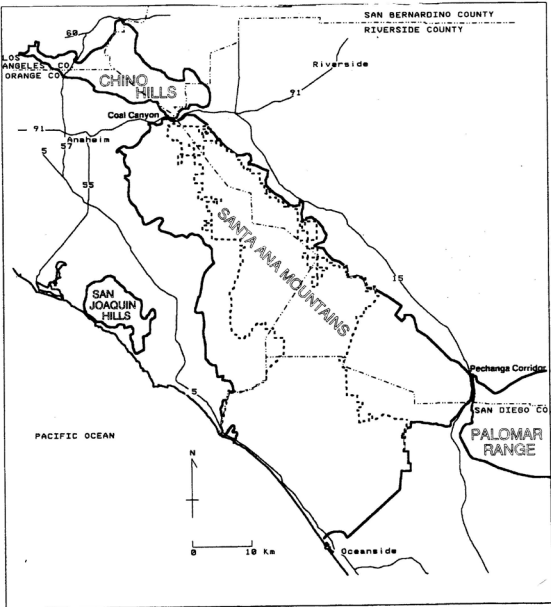 SAN BERNARDINO COUNTY
RIVERSIDE COUNTY
60
LOS
ANGELES CO.
ORANGE CO.
CHINO
HILLS
Riverside
91
Coal Canyon
91
Anaheim
57
5
55
SANTA ANA MOUNTAINS
SAN
JOAQUIN
HILLS
15
Pechanga Corridor
5
SAN DIEGO CO.
PACIFIC OCEAN
PALOMAR
RANGE
N
0 10 Km
Oceanside